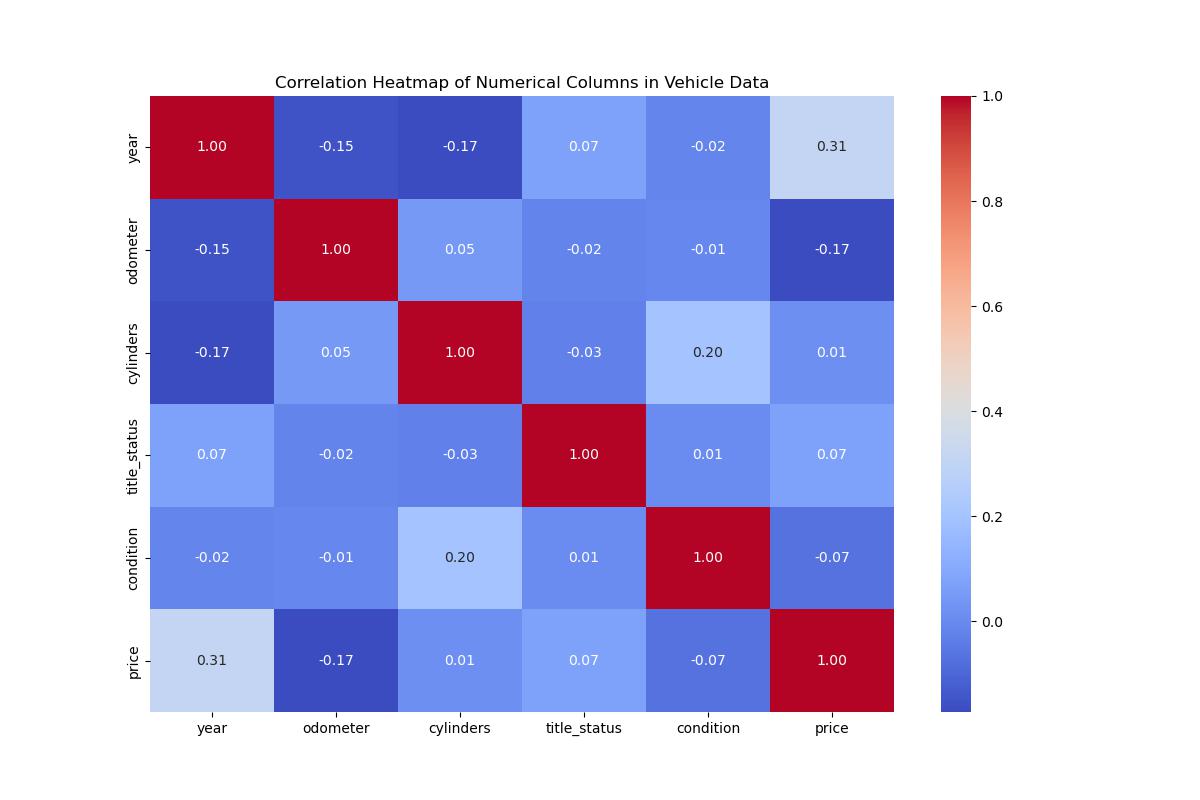 Correlation Heatmap of Numerical Columns in Vehicle Data
year 1.00 -0.15 -0.17 0.07 -0.02 0.31
odometer -0.15 1.00 0.05 -0.02 -0.01 -0.17
cylinders -0.17 0.05 1.00 -0.03 0.20 0.01
title_status 0.07 -0.02 -0.03 1.00 0.01 0.07
condition -0.02 -0.01 0.20 0.01 1.00 -0.07
price 0.31 -0.17 0.01 0.07 -0.07 1.00
year odometer cylinders title_status condition price
1.0
0.8
0.6
0.4
0.2
0.0